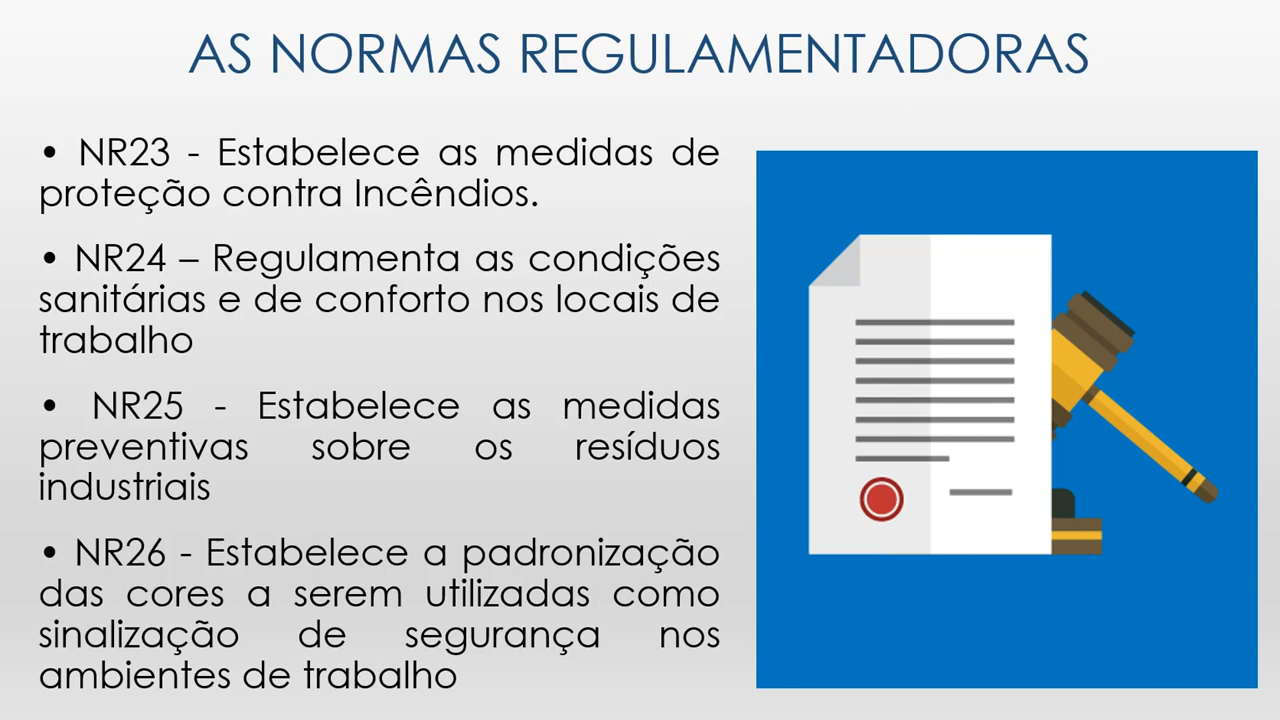 AS NORMAS REGULAMENTADORAS
• NR23 - Estabelece as medidas de
proteção contra Incêndios.
• NR24 – Regulamenta as condições
sanitárias e de conforto nos locais de
trabalho
• NR25 - Estabelece as medidas
preventivas sobre os resíduos
industriais
• NR26 - Estabelece a padronização
das cores a serem utilizadas como
sinalização de segurança nos
ambientes de trabalho